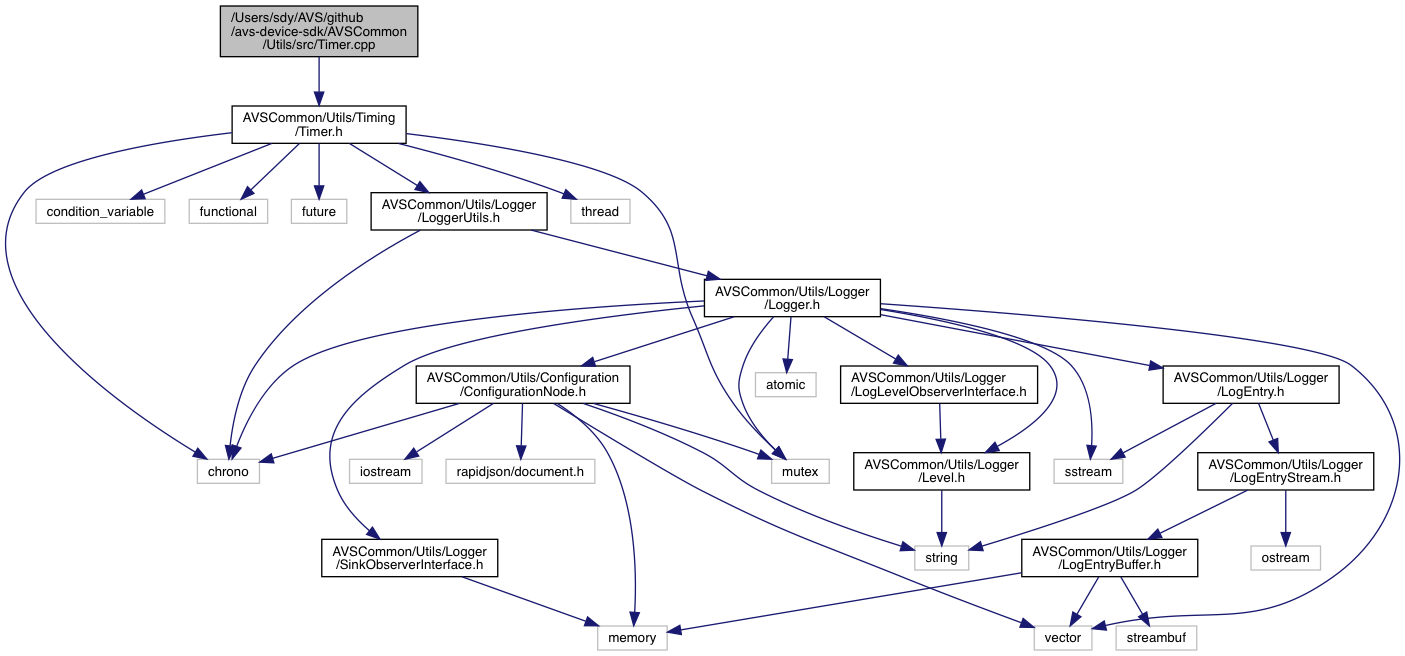 /Users/sdy/AVS/github
/avs-device-sdk/AVSCommon
/Utils/src/Timer.cpp
AVSCommon/Utils/Timing
/Timer.h
condition_variable
functional
future
AVSCommon/Utils/Logger
/LoggerUtils.h
thread
AVSCommon/Utils/Logger
/Logger.h
AVSCommon/Utils/Configuration
/ConfigurationNode.h
atomic
AVSCommon/Utils/Logger
/LogLevelObserverInterface.h
AVSCommon/Utils/Logger
/LogEntry.h
chrono
iostream
rapidjson/document.h
mutex
AVSCommon/Utils/Logger
/Level.h
sstream
AVSCommon/Utils/Logger
/LogEntryStream.h
AVSCommon/Utils/Logger
/SinkObserverInterface.h
string
AVSCommon/Utils/Logger
/LogEntryBuffer.h
ostream
memory
vector
streambuf